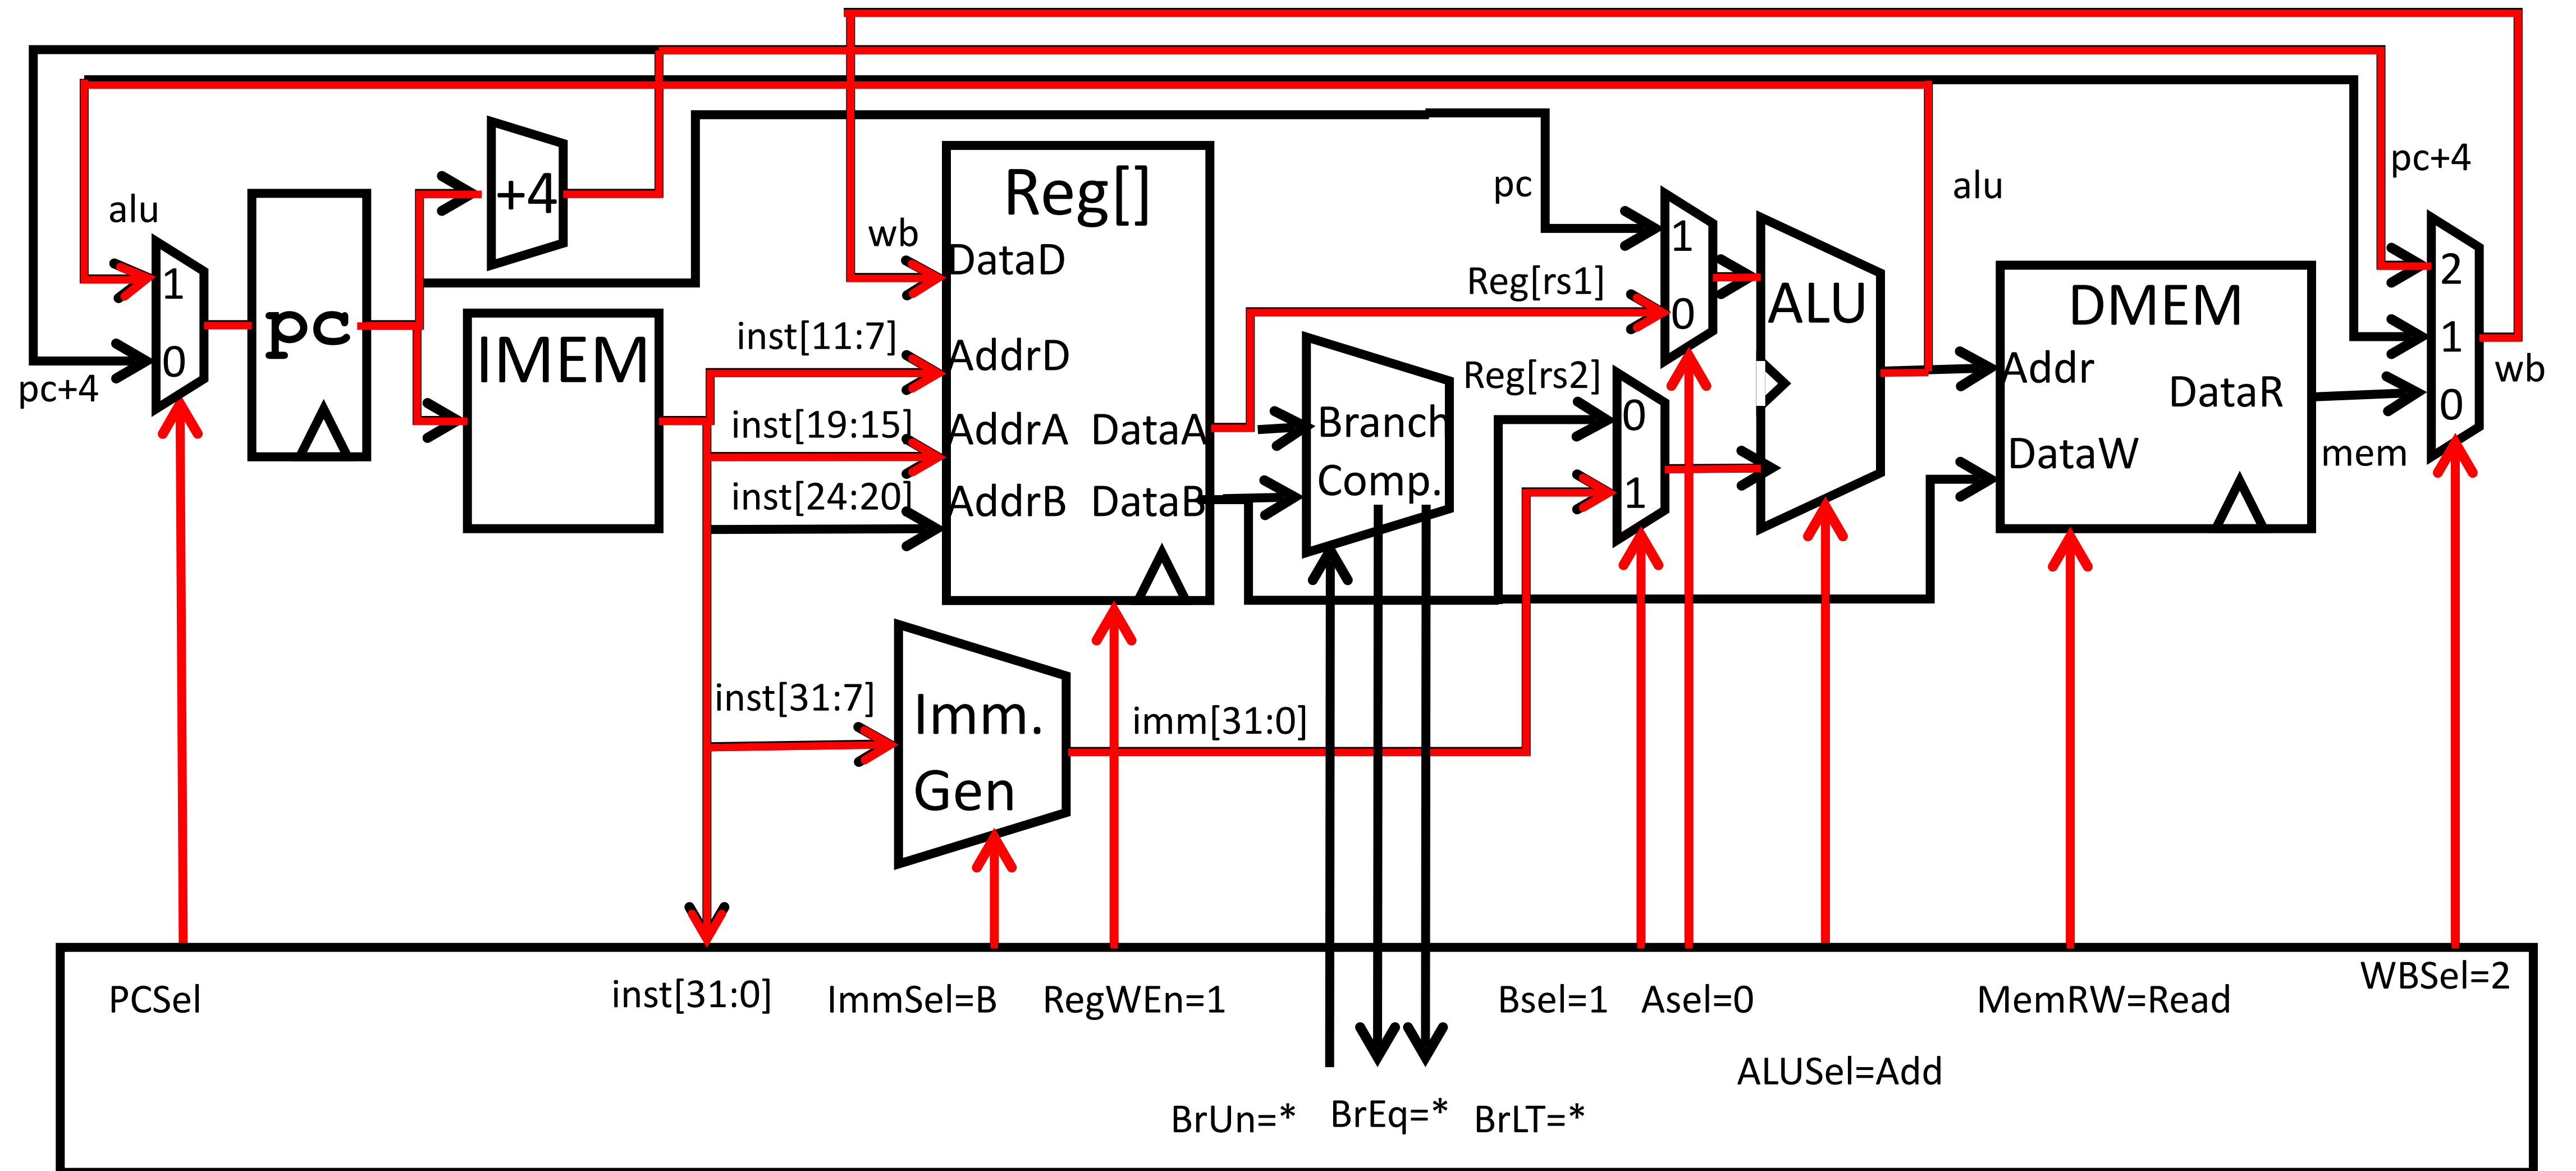 pc+4
alu
pc
alu
+4
Reg[]
wb
DataD
1
Reg[rs1]
2
1
pc
IMEM
ALU
DMEM
0
inst[11:7]
AddrD
1
0
pc+4
Reg[rs2]
Addr
DataR
wb
0
inst[19:15]
AddrA
DataA
Branch
0
DataW
mem
inst[24:20]
AddrB
DataB
Comp.
1
inst[31:7]
Imm.
Gen
imm[31:0]
PCSel
inst[31:0]
ImmSel=B
RegWEn=1
Bsel=1
Asel=0
MemRW=Read
WBSel=2
ALUSel=Add
BrUn=*
BrEq=*
BrLT=*